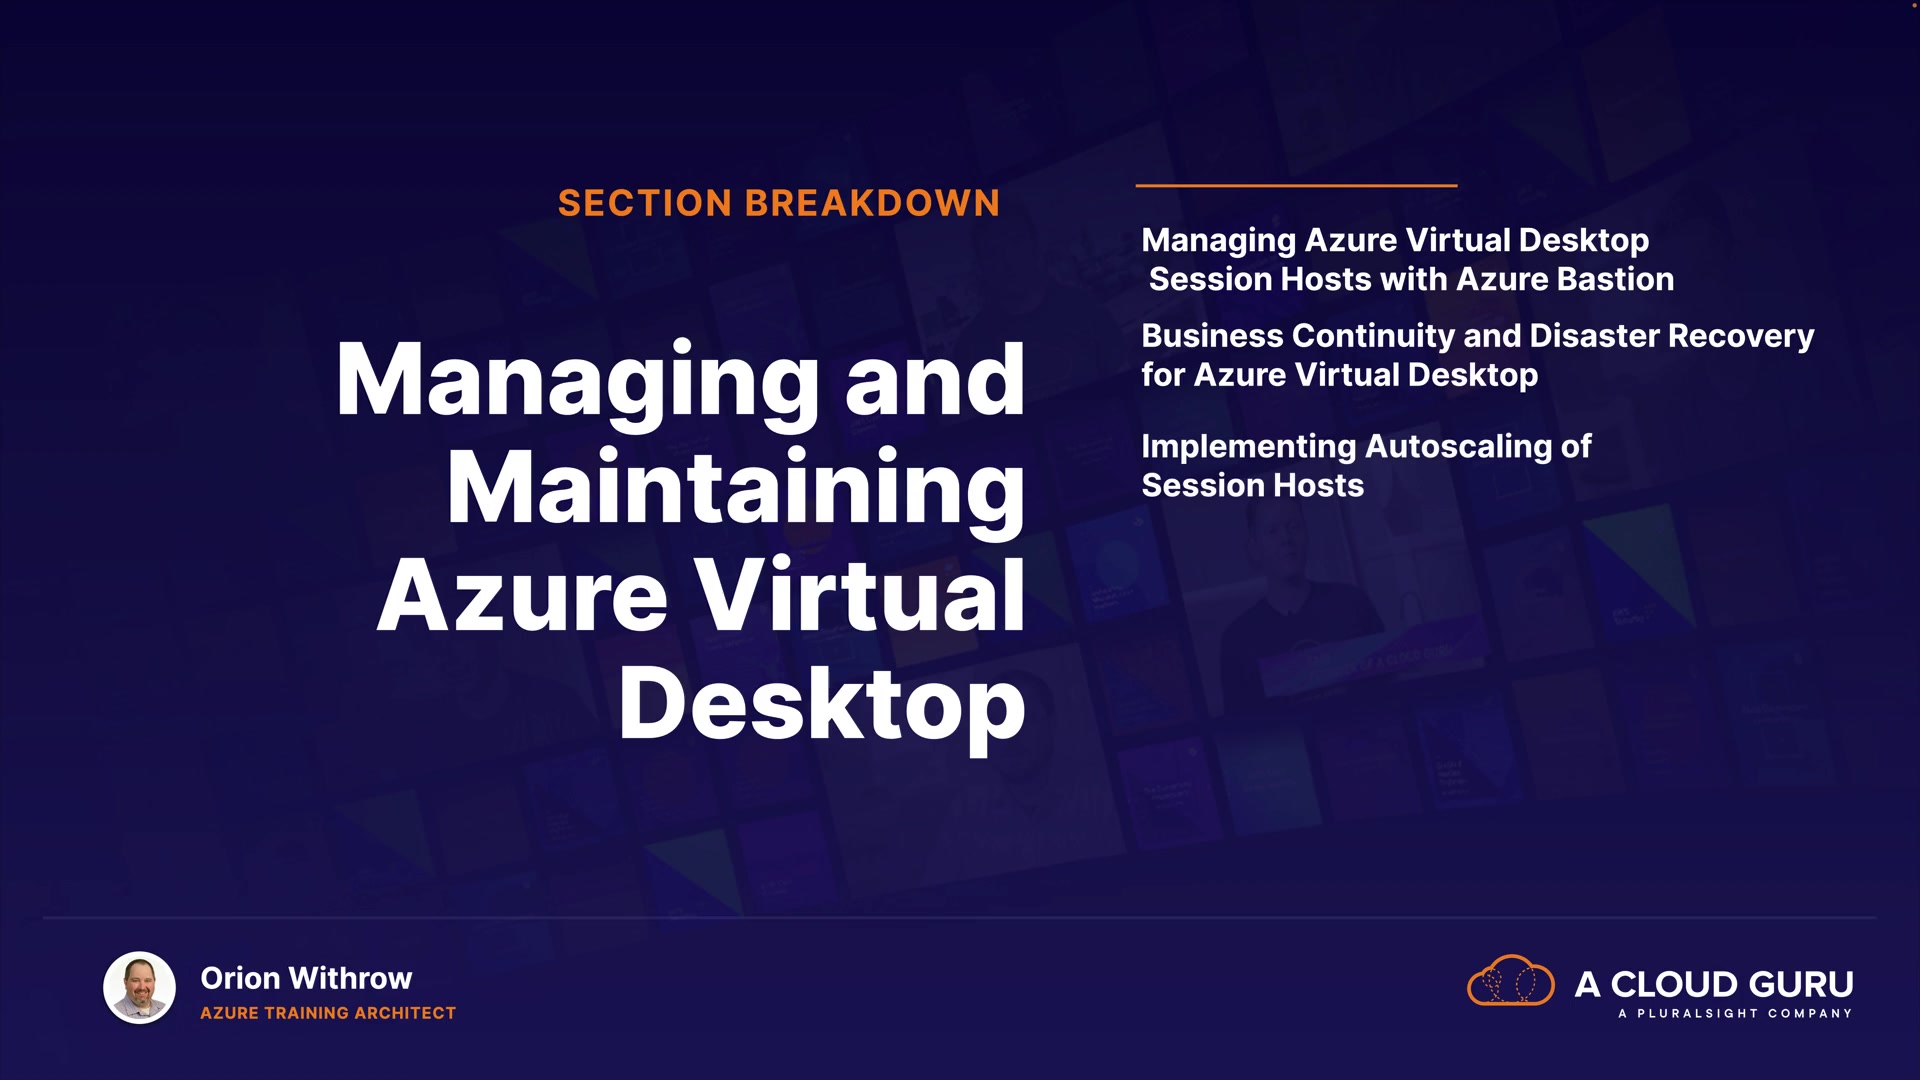 SECTION BREAKDOWN
Managing and
Maintaining
Azure Virtual
Desktop
Managing Azure Virtual Desktop
Session Hosts with Azure Bastion
Business Continuity and Disaster Recovery
for Azure Virtual Desktop
Implementing Autoscaling of
Session Hosts
Orion Withrow
AZURE TRAINING ARCHITECT
A CLOUD GURU
A PLURALSIGHT COMPANY